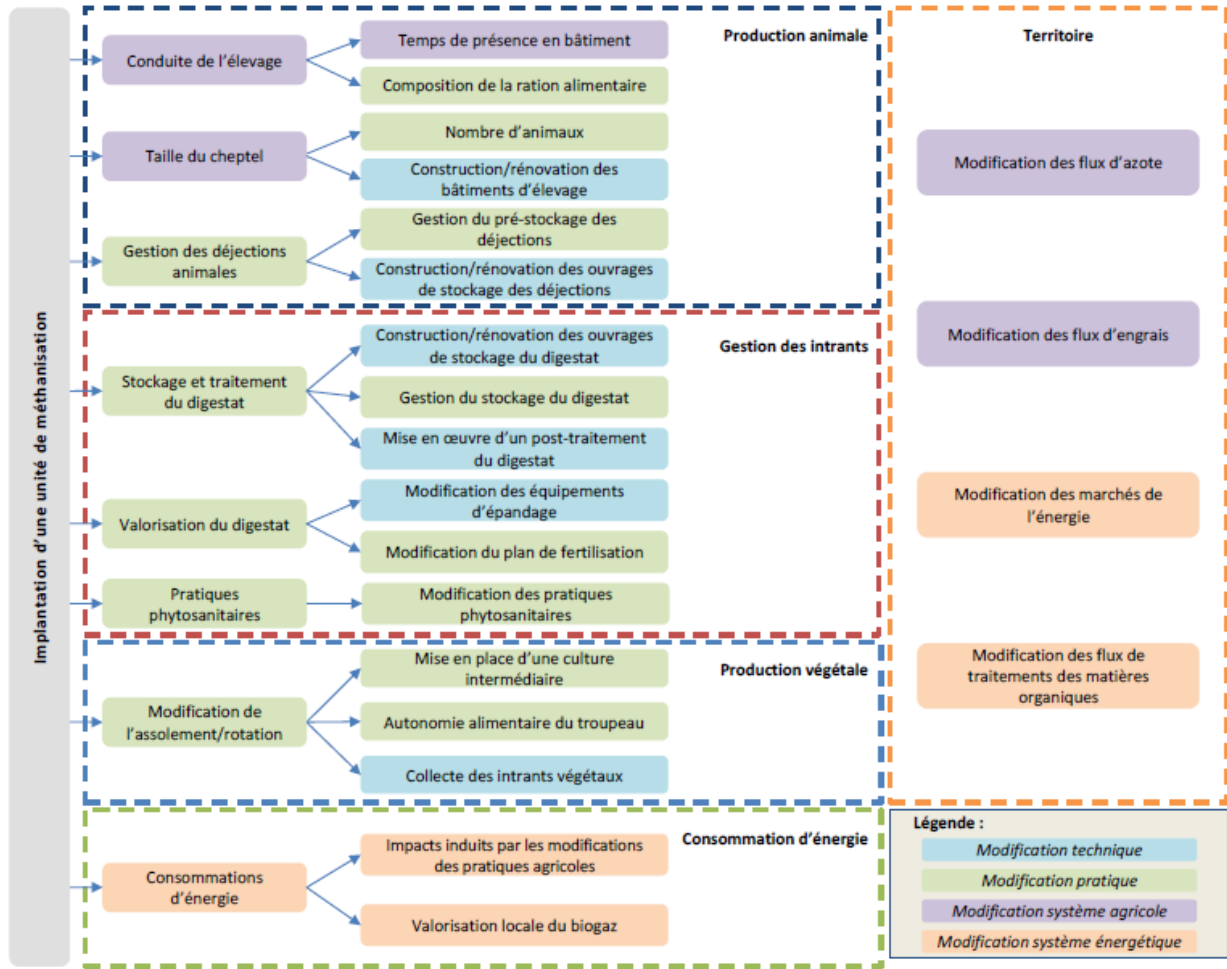 Implantation d’une unité de méthanisation
Production animale
Conduite de l’élevage
Temps de présence en bâtiment
Composition de la ration alimentaire
Taille du cheptel
Nombre d’animaux
Construction/rénovation des
bâtiments d’élevage
Gestion des déjections
animales
Gestion du pré-stockage des
déjections
Construction/rénovation des ouvrages
de stockage des déjections
Gestion des intrants
Stockage et traitement
du digestat
Construction/rénovation des ouvrages
de stockage du digestat
Gestion du stockage du digestat
Mise en œuvre d’un post-traitement
du digestat
Valorisation du digestat
Modification des équipements
d’épandage
Modification du plan de fertilisation
Pratiques
phytosanitaires
Modification des pratiques
phytosanitaires
Production végétale
Modification de
l’assolement/rotation
Mise en place d’une culture
intermédiaire
Autonomie alimentaire du troupeau
Collecte des intrants végétaux
Consommation d’énergie
Consommations
d’énergie
Impacts induits par les modifications
des pratiques agricoles
Valorisation locale du biogaz
Territoire
Modification des flux d’azote
Modification des flux d’engrais
Modification des marchés de
l’énergie
Modification des flux de
traitements des matières
organiques
Légende :
Modification technique
Modification pratique
Modification système agricole
Modification système énergétique